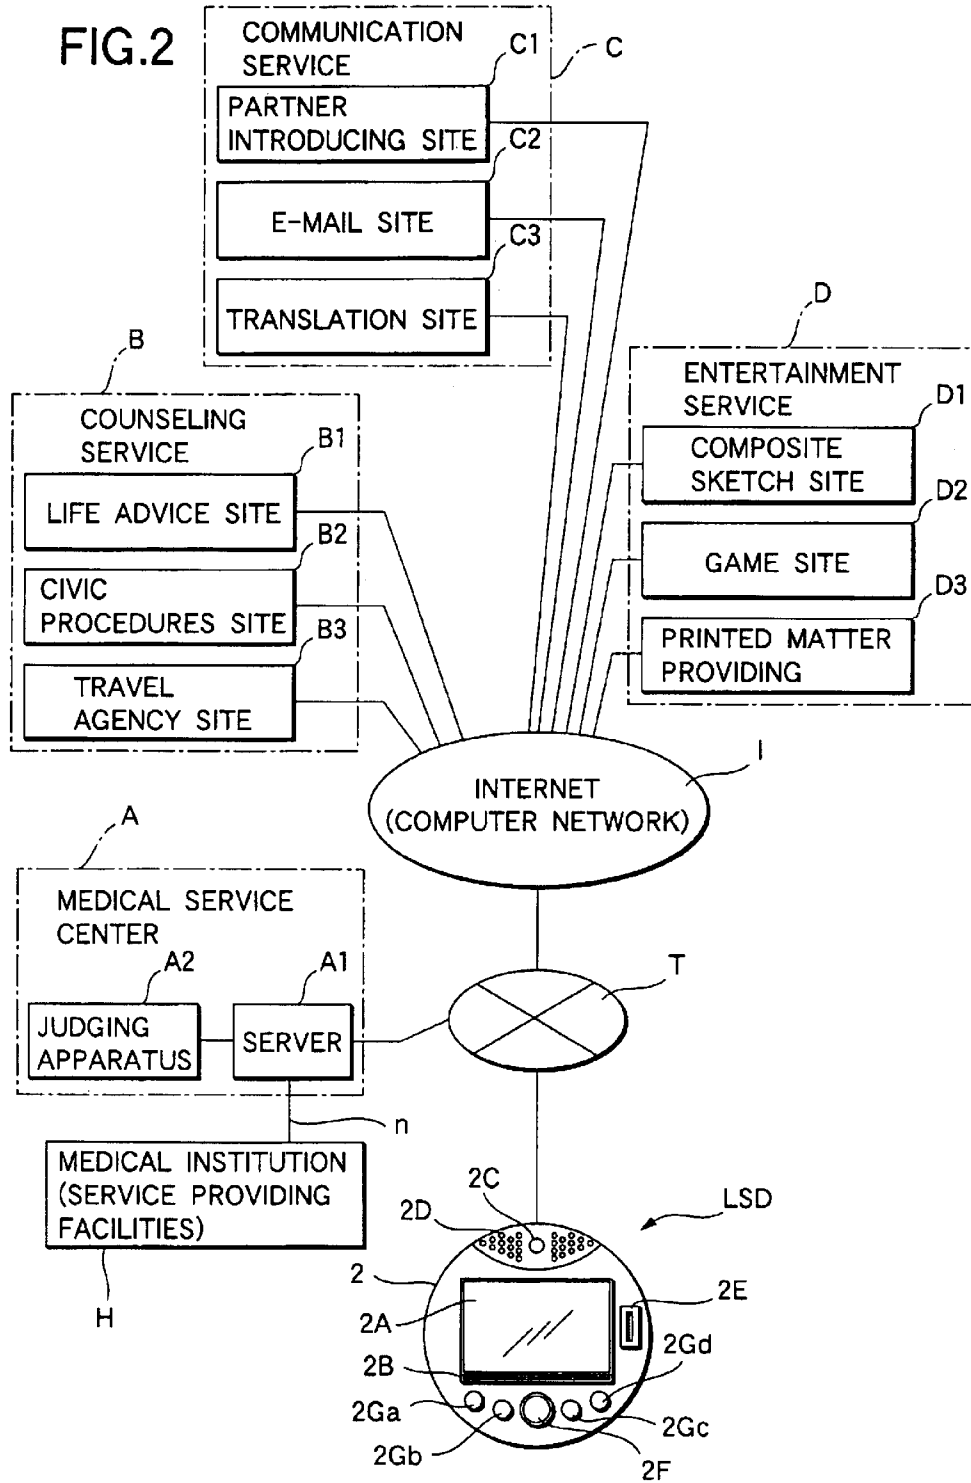 FIG.2
COMMUNICATION
SERVICE
C
C1
PARTNER
INTRODUCING SITE
C2
E-MAIL SITE
C3
TRANSLATION SITE
B
COUNSELING
SERVICE
B1
LIFE ADVICE SITE
B2
CIVIC
PROCEDURES SITE
B3
TRAVEL
AGENCY SITE
D
ENTERTAINMENT
SERVICE
D1
COMPOSITE
SKETCH SITE
D2
GAME SITE
D3
PRINTED MATTER
PROVIDING
I
INTERNET
(COMPUTER NETWORK)
A
MEDICAL SERVICE
CENTER
A2
A1
JUDGING
APPARATUS
SERVER
T
n
MEDICAL INSTITUTION
(SERVICE PROVIDING
FACILITIES)
H
2C
2D
LSD
2
2E
2A
2B
2Gd
2Ga
2Gb
2Gc
2F